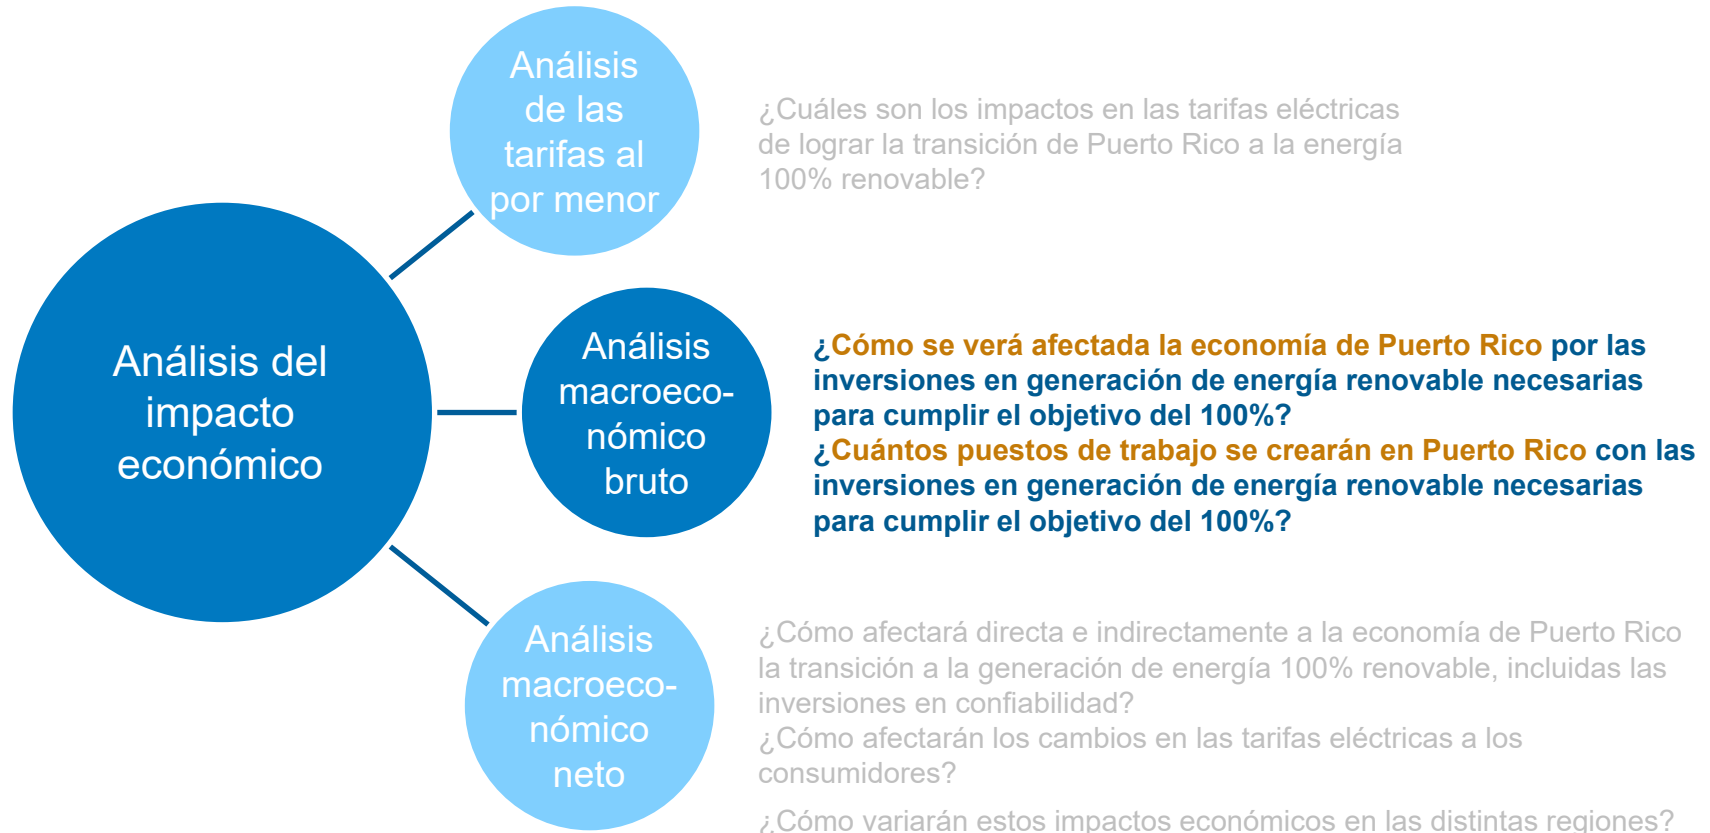 Análisis
de las
tarifas al
por menor
¿Cuáles son los impactos en las tarifas eléctricas
de lograr la transición de Puerto Rico a la energía
100% renovable?
Análisis del
impacto
económico
Análisis
macroeco-
nómico
bruto
¿Cómo se verá afectada la economía de Puerto Rico por las
inversiones en generación de energía renovable necesarias
para cumplir el objetivo del 100%?
¿Cuántos puestos de trabajo se crearán en Puerto Rico con las
inversiones en generación de energía renovable necesarias
para cumplir el objetivo del 100%?
Análisis
macroeco-
nómico
neto
¿Cómo afectará directa e indirectamente a la economía de Puerto Rico
la transición a la generación de energía 100% renovable, incluidas las
inversiones en confiabilidad?
¿Cómo afectarán los cambios en las tarifas eléctricas a los
consumidores?
¿Cómo variarán estos impactos económicos en las distintas regiones?